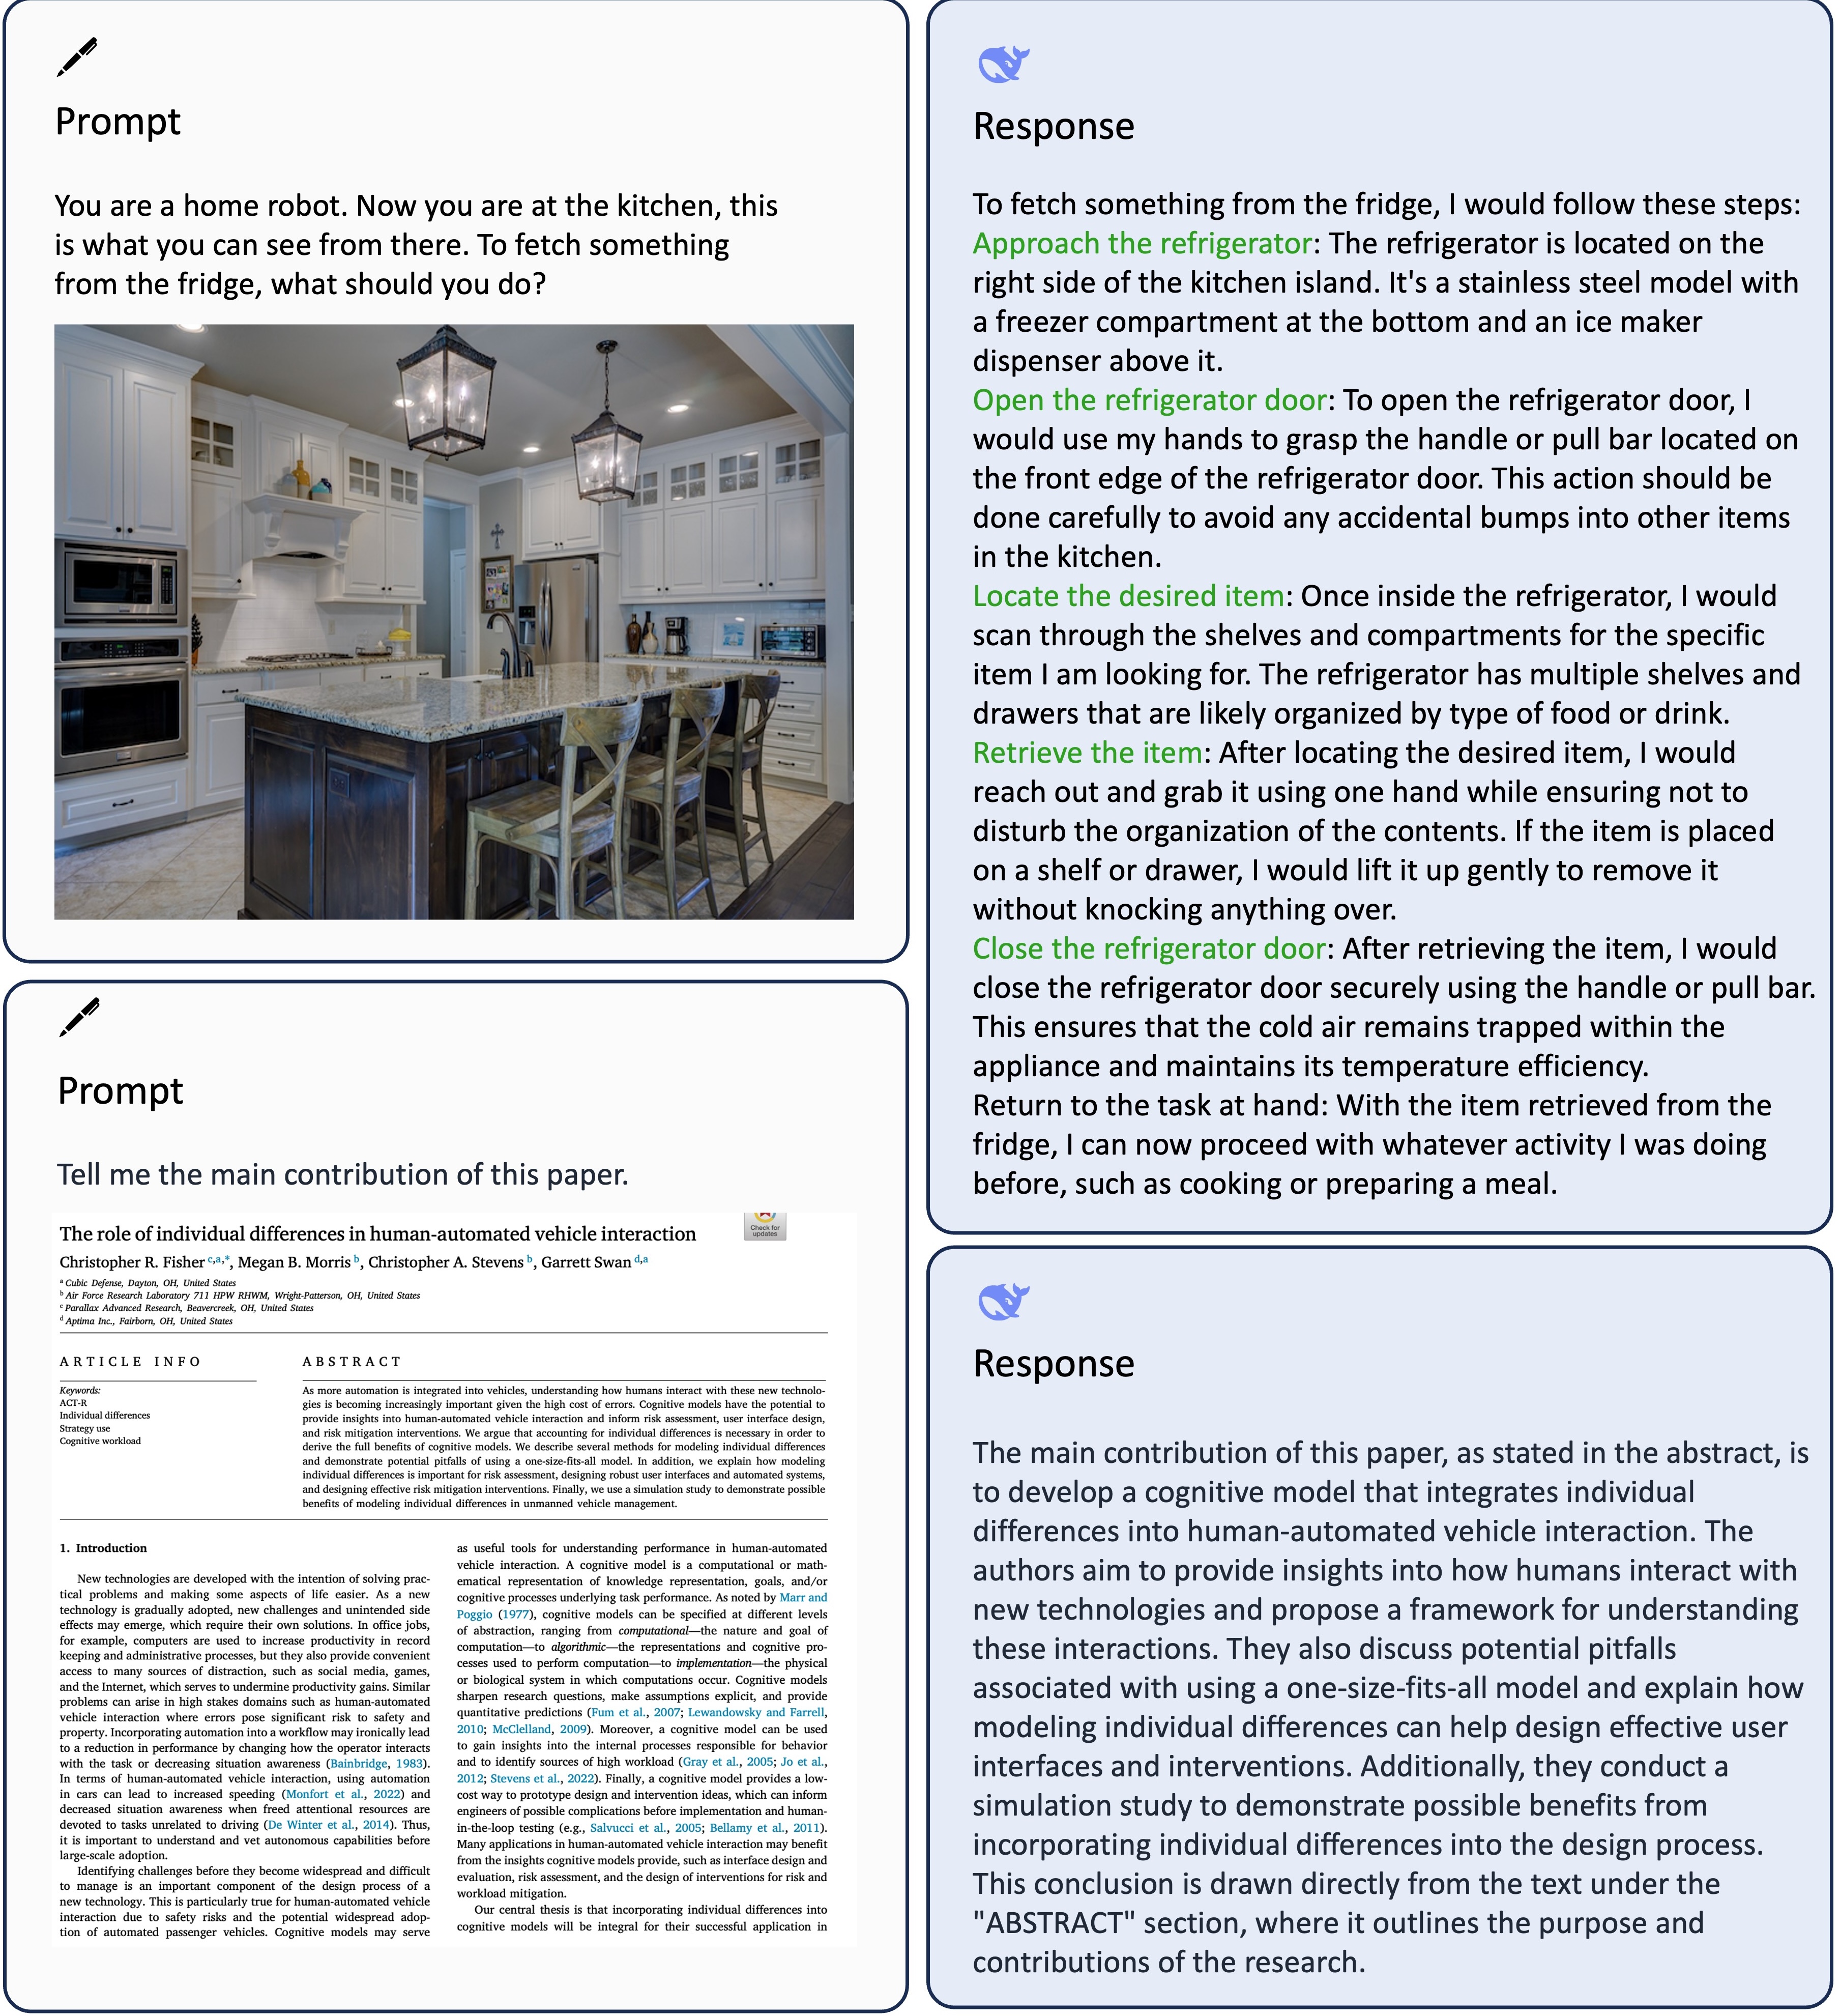 Prompt
You are a home robot. Now you are at the kitchen, this
is what you can see from there. To fetch something
from the fridge, what should you do?
Response
To fetch something from the fridge, I would follow these steps:
Approach the refrigerator: The refrigerator is located on the
right side of the kitchen island. It's a stainless steel model with
a freezer compartment at the bottom and an ice maker
dispenser above it.
Open the refrigerator door: To open the refrigerator door, I
would use my hands to grasp the handle or pull bar located on
the front edge of the refrigerator door. This action should be
done carefully to avoid any accidental bumps into other items
in the kitchen.
Locate the desired item: Once inside the refrigerator, I would
scan through the shelves and compartments for the specific
item I am looking for. The refrigerator has multiple shelves and
drawers that are likely organized by type of food or drink.
Retrieve the item: After locating the desired item, I would
reach out and grab it using one hand while ensuring not to
disturb the organization of the contents. If the item is placed
on a shelf or drawer, I would lift it up gently to remove it
without knocking anything over.
Close the refrigerator door: After retrieving the item, I would
close the refrigerator door securely using the handle or pull bar.
This ensures that the cold air remains trapped within the
appliance and maintains its temperature efficiency.
Return to the task at hand: With the item retrieved from the
fridge, I can now proceed with whatever activity I was doing
before, such as cooking or preparing a meal.
Prompt
Tell me the main contribution of this paper.
The role of individual differences in human-automated vehicle interaction
Check for
updates
Christopher R. Fisher c,a,*, Megan B. Morris b, Christopher A. Stevens b, Garrett Swan d,a
a Cubic Defense, Dayton, OH, United States
b Air Force Research Laboratory 711 HPW RHWM, Wright-Patterson, OH, United States
c Parallax Advanced Research, Beavercreek, OH, United States
d Aptima Inc., Fairborn, OH, United States
ARTICLE INFO
Keywords:
ACT-R
Individual differences
Strategy use
Cognitive workload
ABSTRACT
As more automation is integrated into vehicles, understanding how humans interact with these new technolo-
gies is becoming increasingly important given the high cost of errors. Cognitive models have the potential to
provide insights into human-automated vehicle interaction and inform risk assessment, user interface design,
and risk mitigation interventions. We argue that accounting for individual differences is necessary in order to
derive the full benefits of cognitive models. We describe several methods for modeling individual differences
and demonstrate potential pitfalls of using a one-size-fits-all model. In addition, we explain how modeling
individual differences is important for risk assessment, designing robust user interfaces and automated systems,
and designing effective risk mitigation interventions. Finally, we use a simulation study to demonstrate possible
benefits of modeling individual differences in unmanned vehicle management.
1. Introduction
New technologies are developed with the intention of solving prac-
tical problems and making some aspects of life easier. As a new
technology is gradually adopted, new challenges and unintended side
effects may emerge, which require their own solutions. In office jobs,
for example, computers are used to increase productivity in record
keeping and administrative processes, but they also provide convenient
access to many sources of distraction, such as social media, games,
and the Internet, which serves to undermine productivity gains. Similar
problems can arise in high stakes domains such as human-automated
vehicle interaction where errors pose significant risk to safety and
property. Incorporating automation into a workflow may ironically lead
to a reduction in performance by changing how the operator interacts
with the task or decreasing situation awareness (Bainbridge, 1983).
In terms of human-automated vehicle interaction, using automation
in cars can lead to increased speeding (Monfort et al., 2022) and
decreased situation awareness when freed attentional resources are
devoted to tasks unrelated to driving (De Winter et al., 2014). Thus,
it is important to understand and vet autonomous capabilities before
large-scale adoption.
Identifying challenges before they become widespread and difficult
to manage is an important component of the design process of a
new technology. This is particularly true for human-automated vehicle
interaction due to safety risks and the potential widespread adop-
tion of automated passenger vehicles. Cognitive models may serve
as useful tools for understanding performance in human-automated
vehicle interaction. A cognitive model is a computational or math-
ematical representation of knowledge representation, goals, and/or
cognitive processes underlying task performance. As noted by Marr and
Poggio (1977), cognitive models can be specified at different levels
of abstraction, ranging from computational—the nature and goal of
computation—to algorithmic—the representations and cognitive pro-
cesses used to perform computation—to implementation—the physical
or biological system in which computations occur. Cognitive models
sharpen research questions, make assumptions explicit, and provide
quantitative predictions (Fum et al., 2007; Lewandowsky and Farrell,
2010; McClelland, 2009). Moreover, a cognitive model can be used
to gain insights into the internal processes responsible for behavior
and to identify sources of high workload (Gray et al., 2005; Jo et al.,
2012; Stevens et al., 2022). Finally, a cognitive model provides a low-
cost way to prototype design and intervention ideas, which can inform
engineers of possible complications before implementation and human-
in-the-loop testing (e.g., Salvucci et al., 2005; Bellamy et al., 2011).
Many applications in human-automated vehicle interaction may benefit
from the insights cognitive models provide, such as interface design and
evaluation, risk assessment, and the design of interventions for risk and
workload mitigation.
Our central thesis is that incorporating individual differences into
cognitive models will be integral for their successful application in
Response
The main contribution of this paper, as stated in the abstract, is
to develop a cognitive model that integrates individual
differences into human-automated vehicle interaction. The
authors aim to provide insights into how humans interact with
new technologies and propose a framework for understanding
these interactions. They also discuss potential pitfalls
associated with using a one-size-fits-all model and explain how
modeling individual differences can help design effective user
interfaces and interventions. Additionally, they conduct a
simulation study to demonstrate possible benefits from
incorporating individual differences into the design process.
This conclusion is drawn directly from the text under the
"ABSTRACT" section, where it outlines the purpose and
contributions of the research.